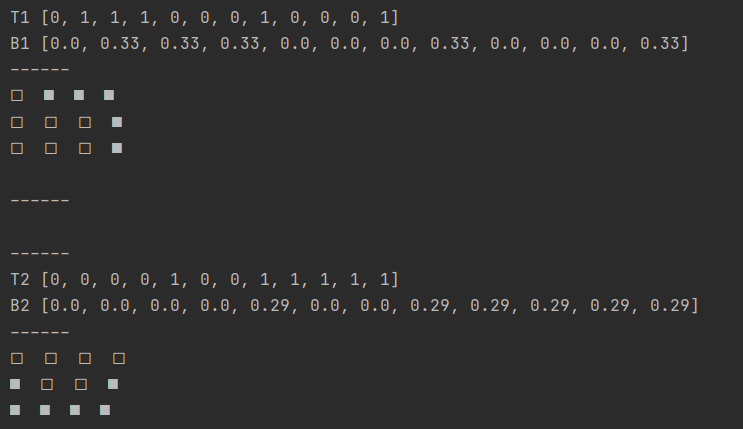 T1 [0, 1, 1, 1, 0, 0, 0, 1, 0, 0, 0, 1]
B1 [0.0, 0.33, 0.33, 0.33, 0.0, 0.0, 0.0, 0.33, 0.0, 0.0, 0.0, 0.33]
------
□ ■ ■ ■
□ □ □ ■
□ □ □ ■
------
------
T2 [0, 0, 0, 0, 1, 0, 0, 1, 1, 1, 1, 1]
B2 [0.0, 0.0, 0.0, 0.0, 0.29, 0.0, 0.0, 0.29, 0.29, 0.29, 0.29, 0.29]
------
□ □ □ □
■ □ □ ■
■ ■ ■ ■